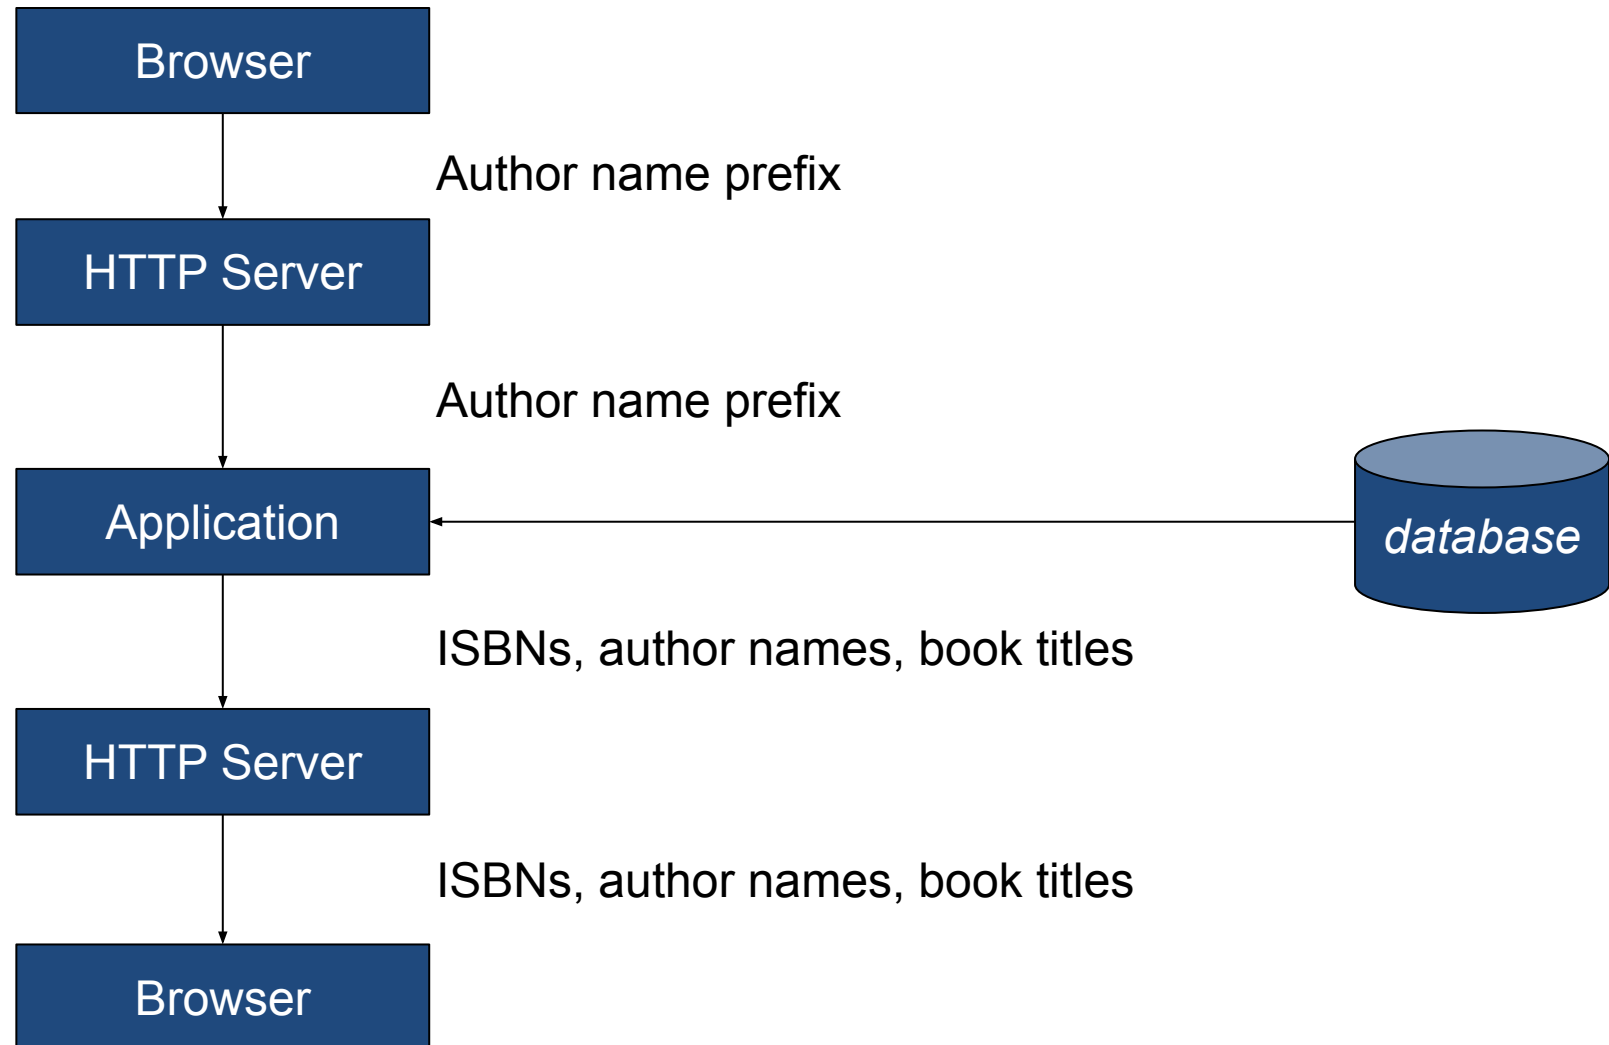 Browser
Author name prefix
HTTP Server
Author name prefix
Application
database
ISBNs, author names, book titles
HTTP Server
ISBNs, author names, book titles
Browser